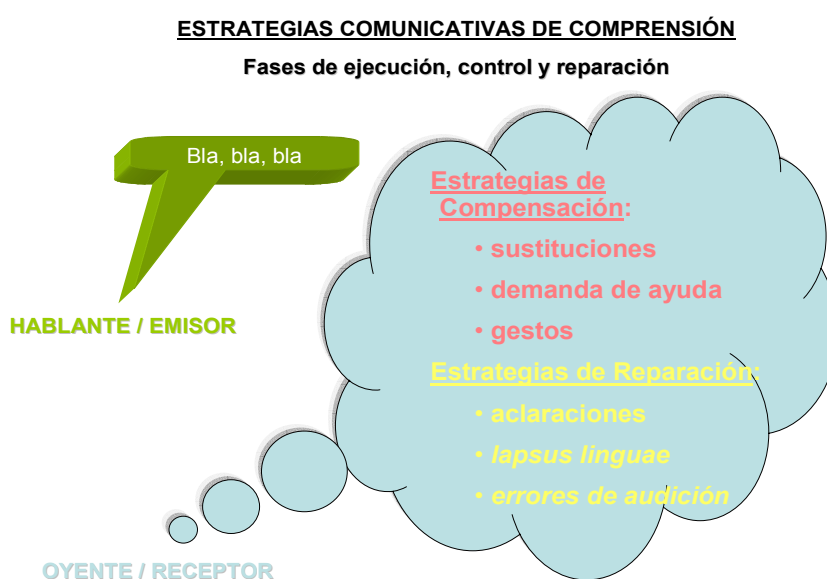 ESTRATEGIAS COMUNICATIVAS DE COMPRENSIÓN
Fases de ejecución, control y reparación
Bla, bla, bla
Estrategias de
Compensación:
• sustituciones
• demanda de ayuda
• gestos
HABLANTE / EMISOR
Estrategias de Reparación:
• aclaraciones
• lapsus linguae
• errores de audición
OYENTE / RECEPTOR